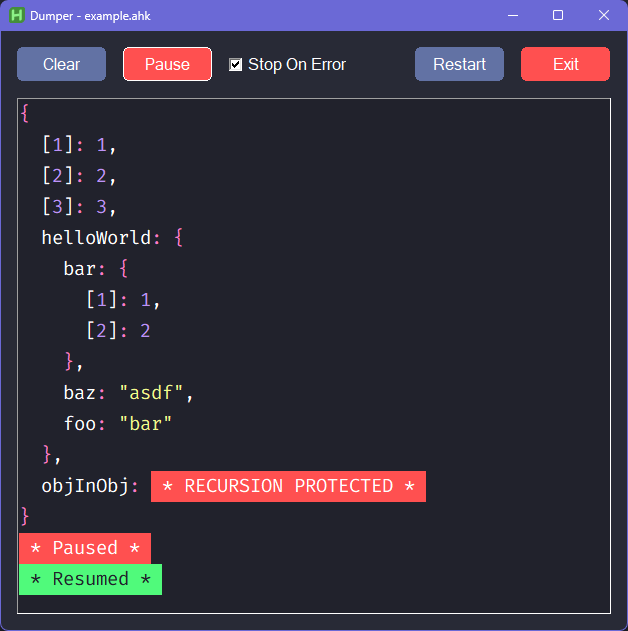 Dumper - example.ahk
Clear Pause Stop On Error Restart Exit
{
  [1]: 1,
  [2]: 2,
  [3]: 3,
  helloWorld: {
    bar: {
      [1]: 1,
      [2]: 2
    },
    baz: "asdf",
    foo: "bar"
  },
  objInObj: * RECURSION PROTECTED *
}
* Paused *
* Resumed *